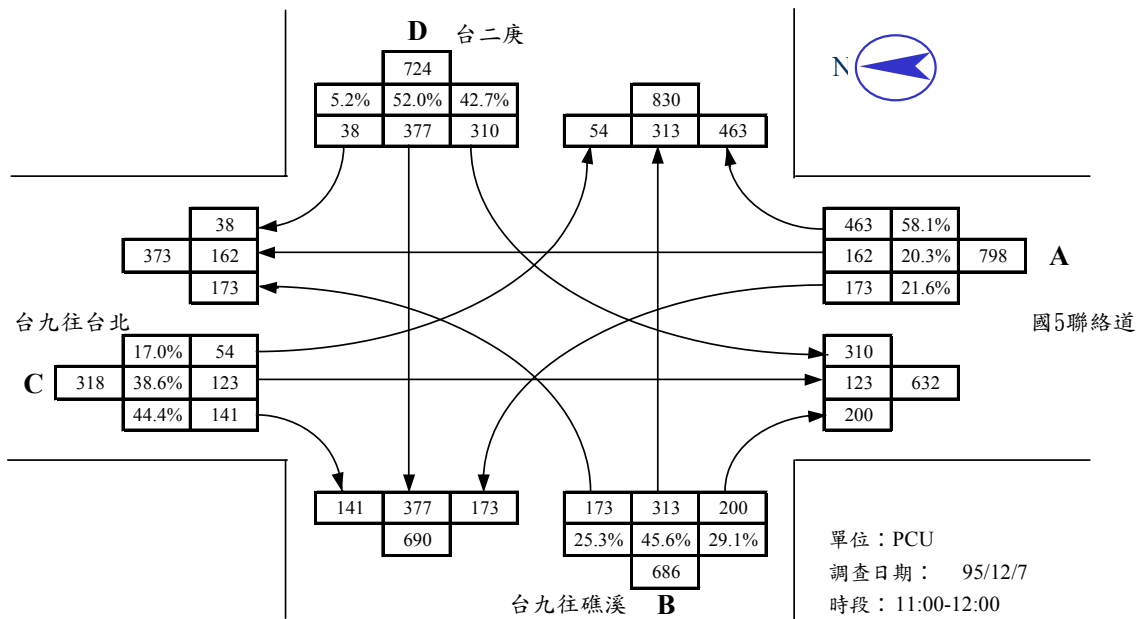 D 台二庚
724
5.2% 52.0% 42.7%
38 377 310
830
54 313 463
N
38
373 162
173
463 58.1%
162 20.3% 798
173 21.6%
A
國5聯絡道
台九往台北
17.0% 54
C 318 38.6% 123
44.4% 141
310
123 632
200
141 377 173
690
173 313 200
25.3% 45.6% 29.1%
686
台九往礁溪 B
單位：PCU
調查日期： 95/12/7
時段：11:00-12:00